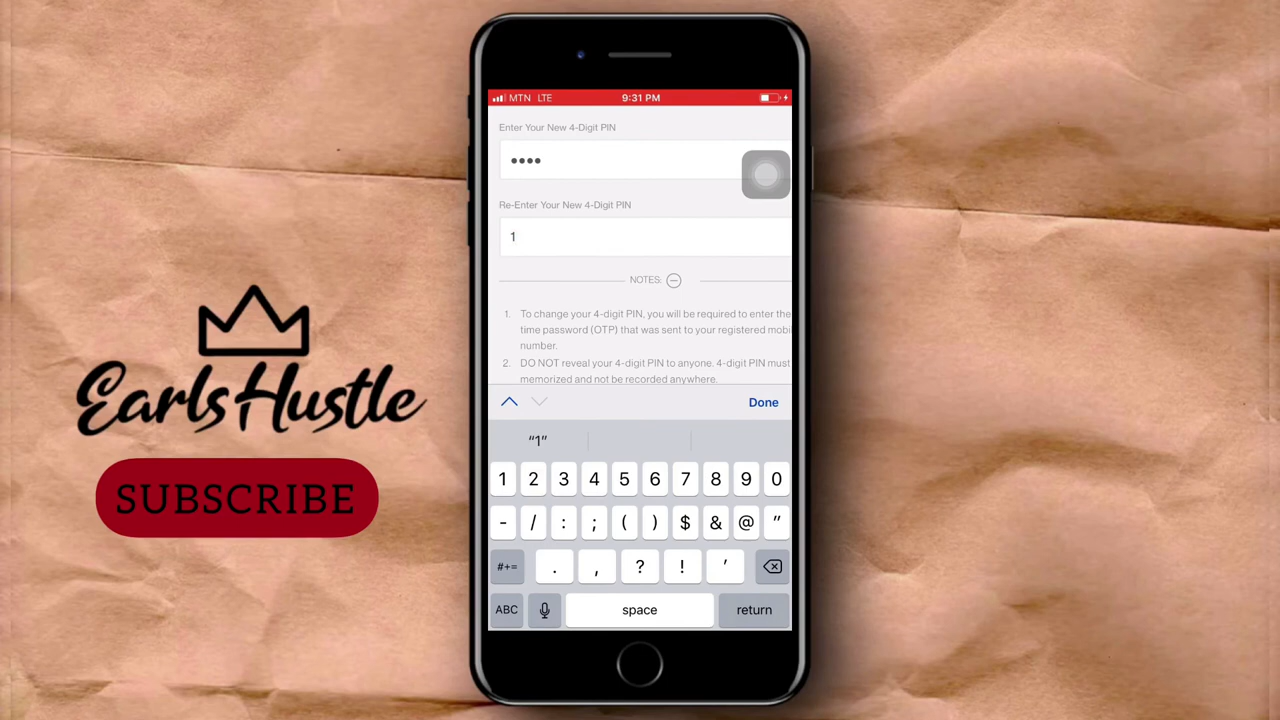 MTN LTE 9:31 PM
Enter Your New 4-Digit PIN
••••
Re-Enter Your New 4-Digit PIN
1
NOTES:
1. To change your 4-digit PIN, you will be required to enter the
time password (OTP) that was sent to your registered mobi
number.
2. DO NOT reveal your 4-digit PIN to anyone. 4-digit PIN must
memorized and not be recorded anywhere.
Done
“1”
1 2 3 4 5 6 7 8 9 0
- / : ; ( ) $ & @ ”
#+= . , ? ! ’
ABC space return
Earls Hustle
SUBSCRIBE